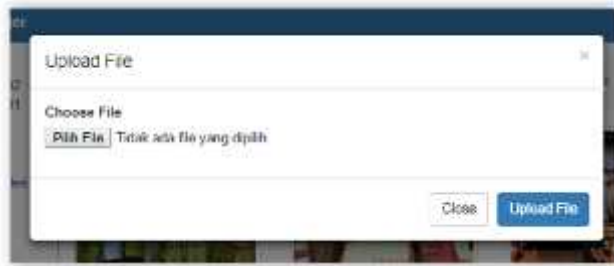 Upload File
×
Choose File
Pilih File Tidak ada file yang dipilih
Close Upload File